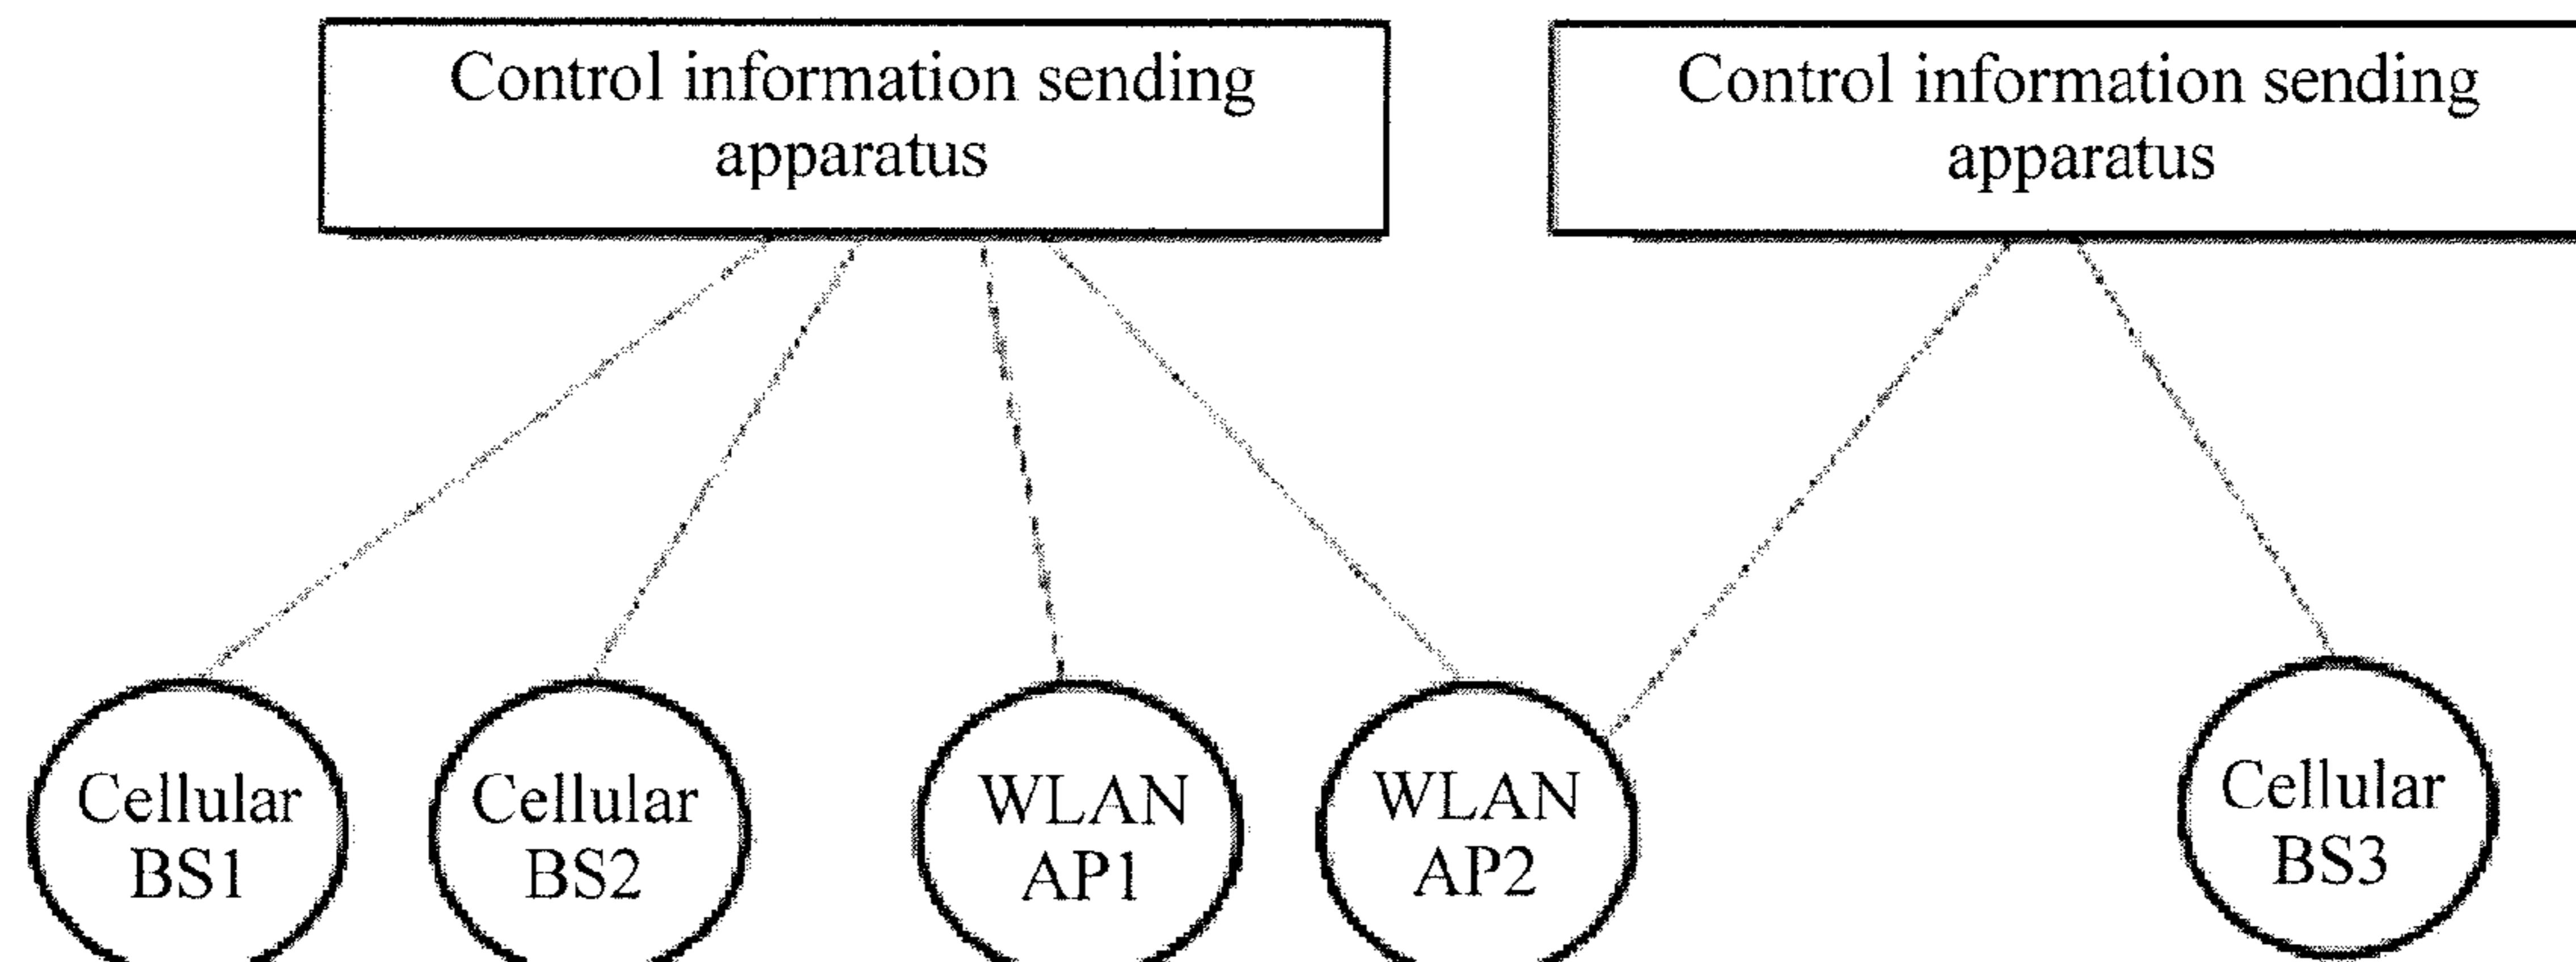 Control information sending
apparatus
Control information sending
apparatus
Cellular
BS1
Cellular
BS2
WLAN
AP1
WLAN
AP2
Cellular
BS3